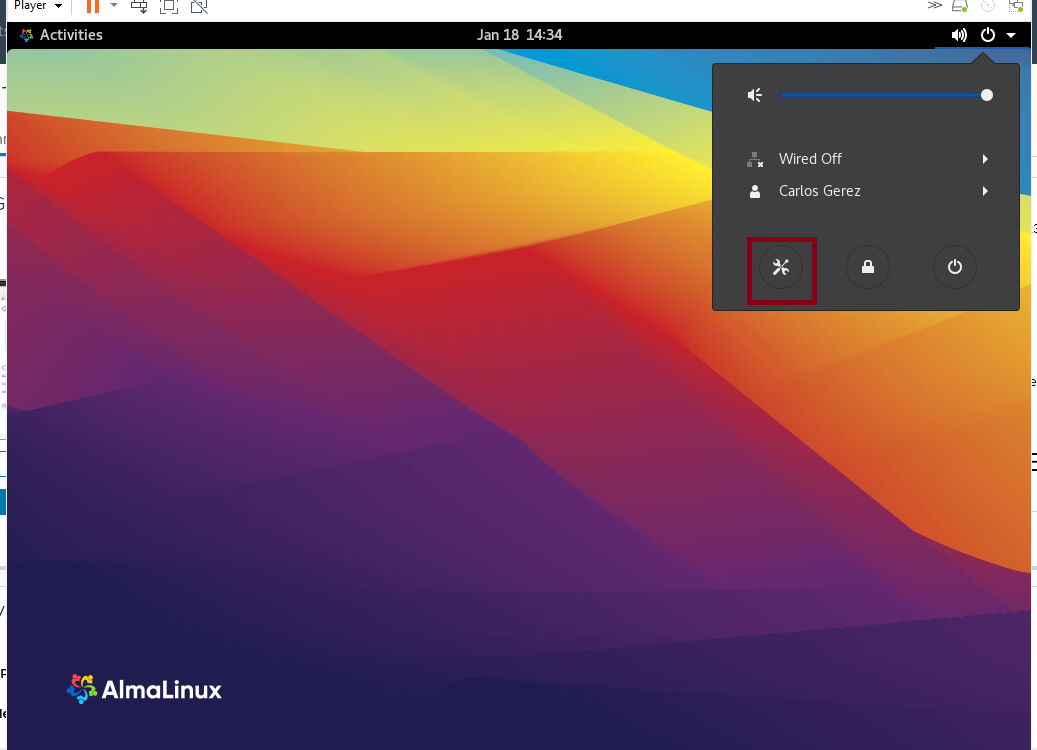 Player
Activities
Jan 18 14:34
Wired Off
Carlos Gerez
AlmaLinux